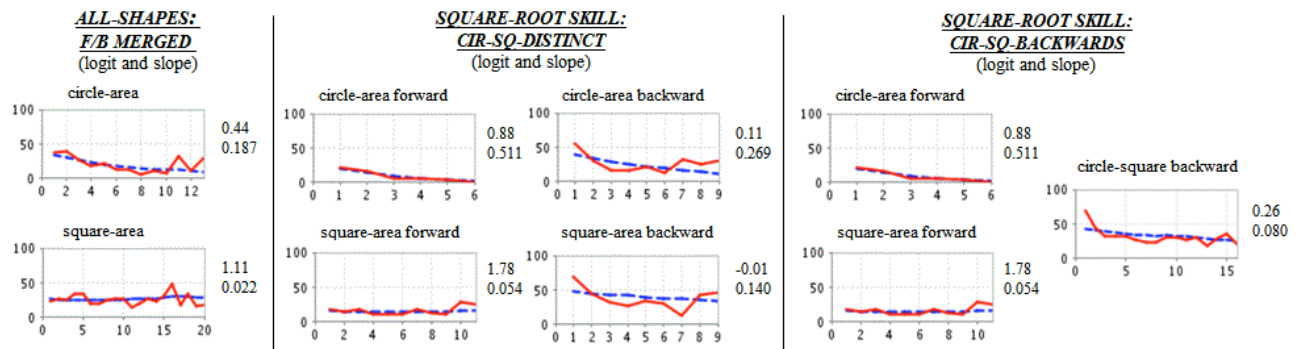 ALL-SHAPES:
F/B MERGED
(logit and slope)
circle-area
100
50
0
0 2 4 6 8 10 12
0.44
0.187
square-area
100
50
0
0 5 10 15 20
1.11
0.022
SQUARE-ROOT SKILL:
CIR-SQ-DISTINCT
(logit and slope)
circle-area forward
100
50
0
0 1 2 3 4 5 6
0.88
0.511
circle-area backward
100
50
0
0 1 2 3 4 5 6 7 8 9
0.11
0.269
square-area forward
100
50
0
0 2 4 6 8 10
1.78
0.054
square-area backward
100
50
0
0 1 2 3 4 5 6 7 8 9
-0.01
0.140
SQUARE-ROOT SKILL:
CIR-SQ-BACKWARDS
(logit and slope)
circle-area forward
100
50
0
0 1 2 3 4 5 6
0.88
0.511
square-area forward
100
50
0
0 2 4 6 8 10
1.78
0.054
circle-square backward
100
50
0
0 5 10 15
0.26
0.080